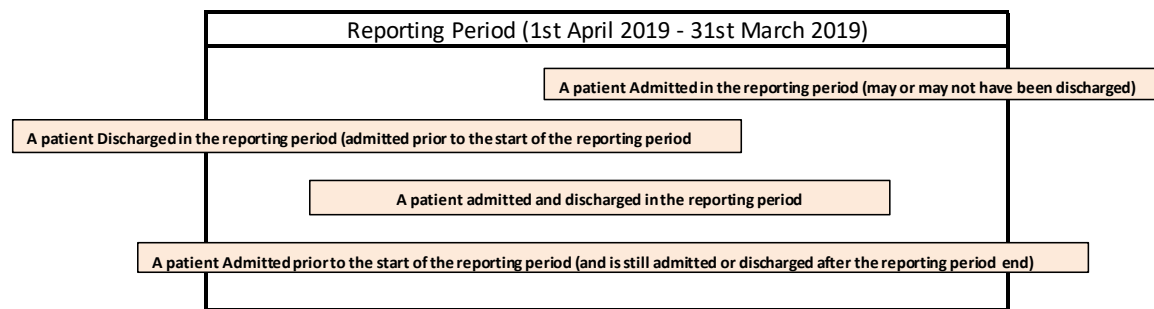 Reporting Period (1st April 2019 - 31st March 2019)
A patient Admitted in the reporting period (may or may not have been discharged)
A patient Discharged in the reporting period (admitted prior to the start of the reporting period
A patient admitted and discharged in the reporting period
A patient Admitted prior to the start of the reporting period (and is still admitted or discharged after the reporting period end)